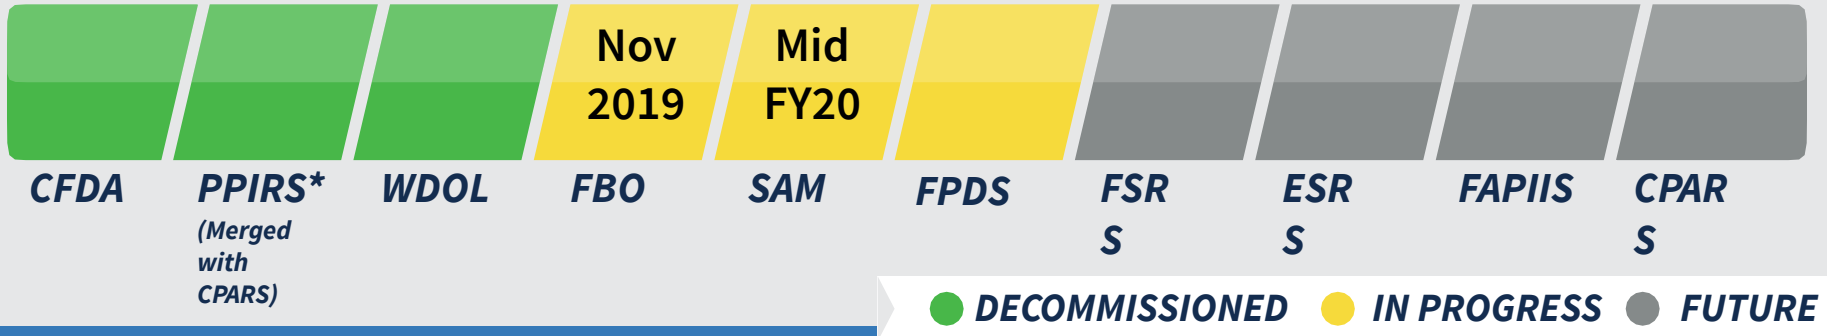 Nov
2019
Mid
FY20
CFDA
PPIRS*
(Merged
with
CPARS)
WDOL
FBO
SAM
FPDS
FSR
S
ESR
S
FAPIIS
CPAR
S
DECOMMISSIONED
IN PROGRESS
FUTURE